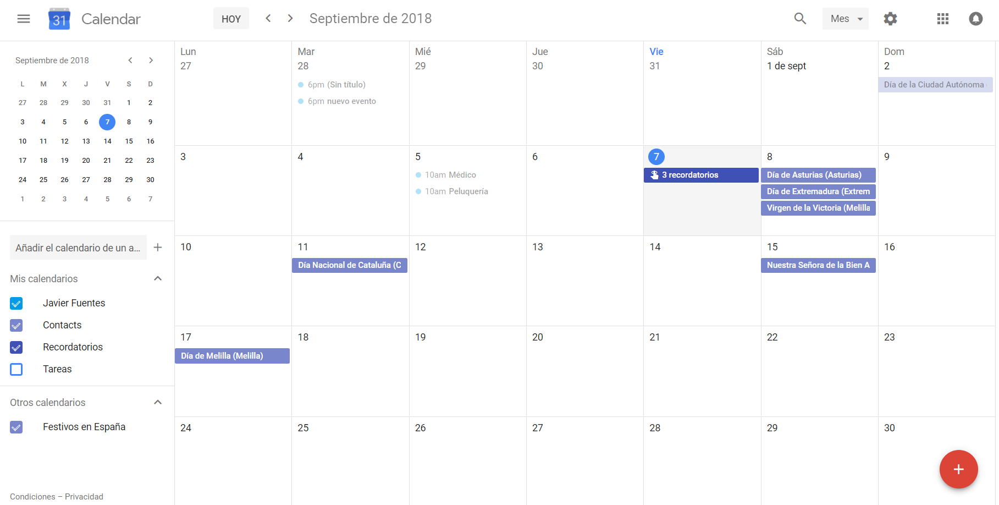 31 Calendar
HOY
Septiembre de 2018
Mes
Septiembre de 2018
L M X J V S D
27 28 29 30 31 1 2
3 4 5 6 7 8 9
10 11 12 13 14 15 16
17 18 19 20 21 22 23
24 25 26 27 28 29 30
1 2 3 4 5 6 7
Añadir el calendario de un a...
Mis calendarios
Javier Fuentes
Contacts
Recordatorios
Tareas
Otros calendarios
Festivos en España
Condiciones – Privacidad
Lun Mar Mié Jue Vie Sáb Dom
27 28 29 30 31 1 de sept 2
6pm (Sin título)
6pm nuevo evento
Día de la Ciudad Autónoma
3 4 5 6 7 8 9
10am Médico
10am Peluquería
3 recordatorios
Día de Asturias (Asturias)
Día de Extremadura (Extrem
Virgen de la Victoria (Melilla
10 11 12 13 14 15 16
Día Nacional de Cataluña (C
Nuestra Señora de la Bien A
17 18 19 20 21 22 23
Día de Melilla (Melilla)
24 25 26 27 28 29 30